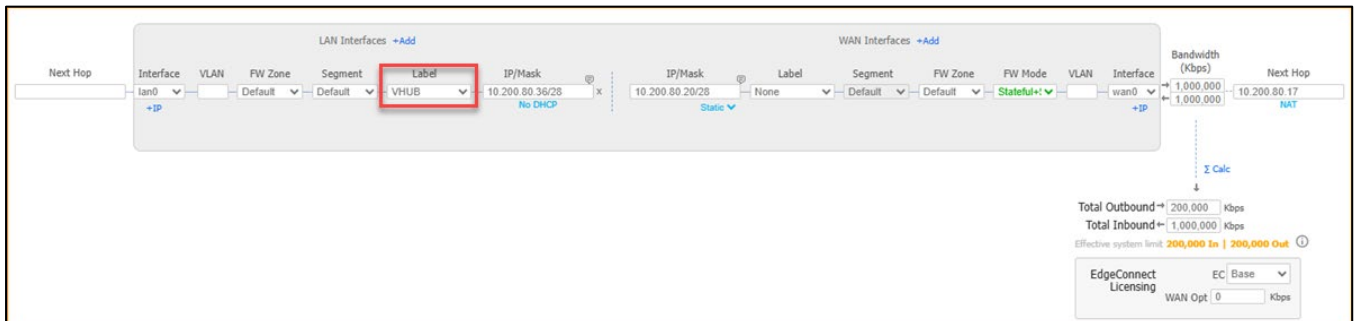 LAN Interfaces +Add
WAN Interfaces +Add
Next Hop
Interface VLAN FW Zone Segment Label IP/Mask
IP/Mask Label Segment FW Zone FW Mode VLAN Interface
Bandwidth
(Kbps)
Next Hop
lan0 Default Default VHUB 10.200.80.36/28 x
10.200.80.20/28 None Default Default Stateful+S wan0
1,000,000
1,000,000
10.200.80.17
+IP
No DHCP
Static
+IP
NAT
Σ Calc
Total Outbound 200,000 Kbps
Total Inbound 1,000,000 Kbps
Effective system limit 200,000 In | 200,000 Out
EdgeConnect
Licensing
EC Base
WAN Opt 0 Kbps